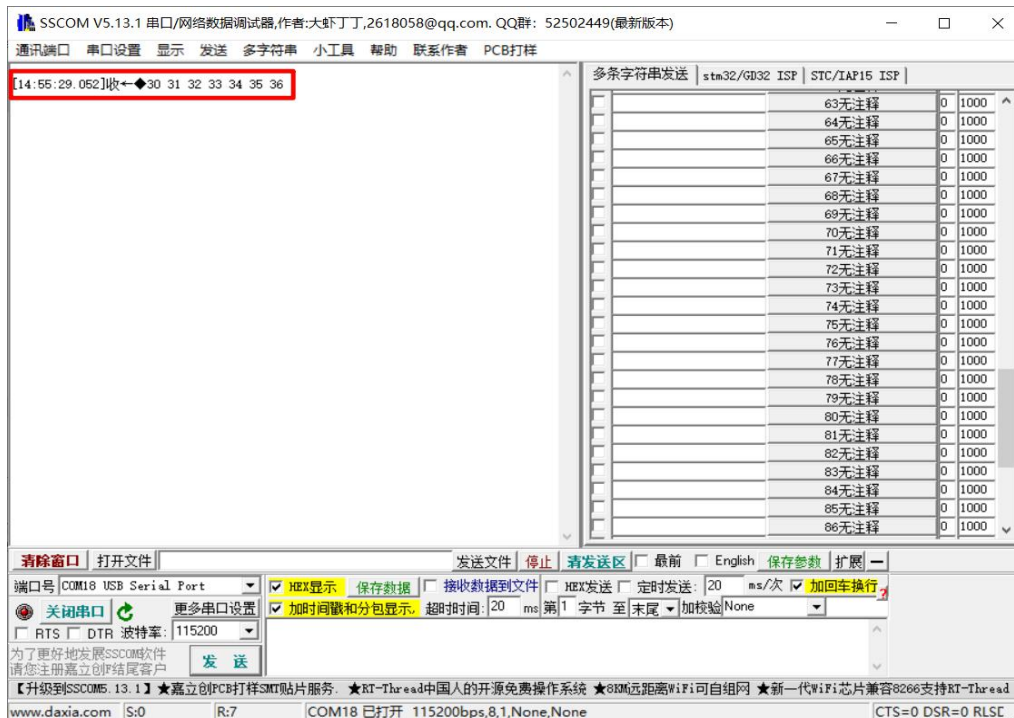 SSCOM V5.13.1 串口/网络数据调试器,作者:大虾丁丁,2618058@qq.com. QQ群: 52502449(最新版本)
通讯端口 串口设置 显示 发送 多字符串 小工具 帮助 联系作者 PCB打样
[14:55:29.052]收←◆30 31 32 33 34 35 36
多条字符串发送 stm32/GD32 ISP STC/IAP15 ISP
63无注释 0 1000
64无注释 0 1000
65无注释 0 1000
66无注释 0 1000
67无注释 0 1000
68无注释 0 1000
69无注释 0 1000
70无注释 0 1000
71无注释 0 1000
72无注释 0 1000
73无注释 0 1000
74无注释 0 1000
75无注释 0 1000
76无注释 0 1000
77无注释 0 1000
78无注释 0 1000
79无注释 0 1000
80无注释 0 1000
81无注释 0 1000
82无注释 0 1000
83无注释 0 1000
84无注释 0 1000
85无注释 0 1000
86无注释 0 1000
清除窗口 打开文件 发送文件 停止 清发送区 最前 English 保存参数 扩展 —
端口号 COM18 USB Serial Port HEX显示 保存数据 接收数据到文件 HEX发送 定时发送: 20 ms/次 加回车换行 ?
关闭串口 更多串口设置 加时间戳和分包显示, 超时时间: 20 ms 第 1 字节 至 末尾 加校验 None
RTS DTR 波特率: 115200
为了更好地发展SSCOM软件
请您注册嘉立创F结尾客户
发 送
【升级到SSCOM5.13.1】★嘉立创PCB打样SMT贴片服务. ★RT-Thread中国人的开源免费操作系统 ★8KM远距离WiFi可自组网 ★新一代WiFi芯片兼容8266支持RT-Thread
www.daxia.com S:0 R:7 COM18 已打开 115200bps,8,1,None,None CTS=0 DSR=0 RLSD